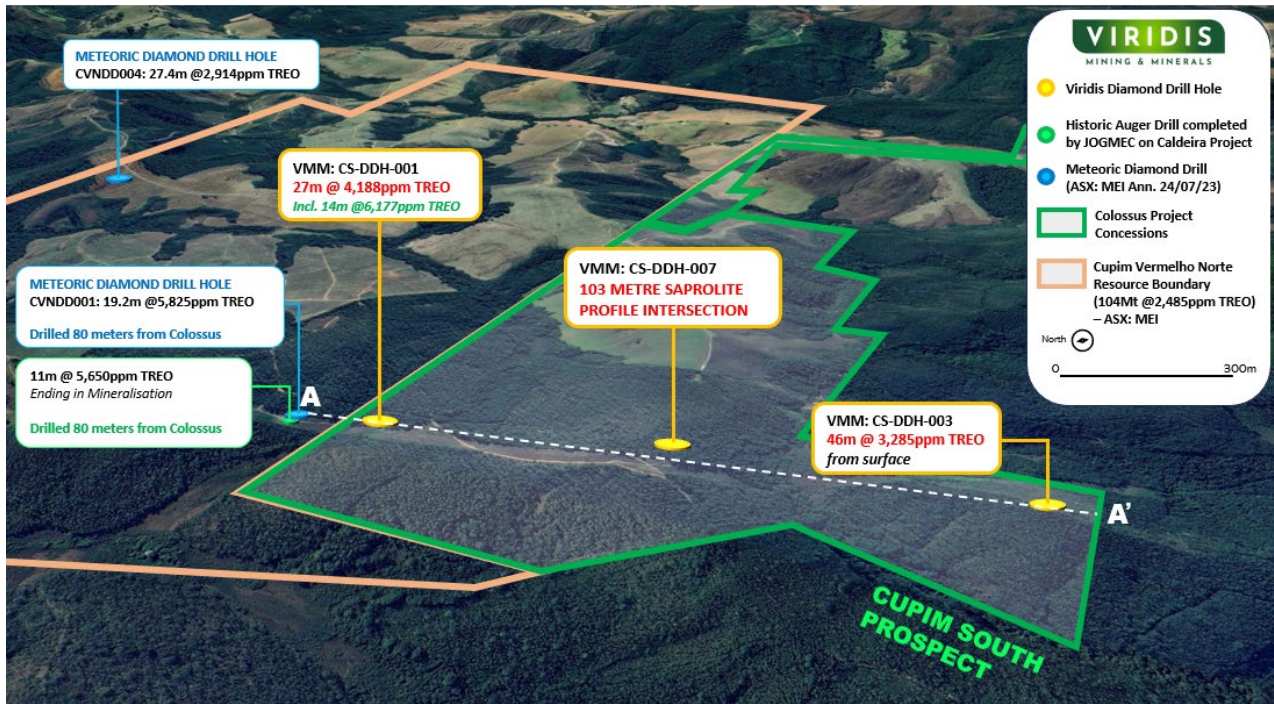 METEORIC DIAMOND DRILL HOLE
CVNDD004: 27.4m @2,914ppm TREO
VMM: CS-DDH-001
27m @ 4,188ppm TREO
Incl. 14m @6,177ppm TREO
METEORIC DIAMOND DRILL HOLE
CVNDD001: 19.2m @5,825ppm TREO
Drilled 80 meters from Colossus
11m @ 5,650ppm TREO
Ending in Mineralisation
Drilled 80 meters from Colossus
A
VMM: CS-DDH-007
103 METRE SAPROLITE
PROFILE INTERSECTION
VMM: CS-DDH-003
46m @ 3,285ppm TREO
from surface
A'
CUPIM SOUTH
PROSPECT
VIRIDIS
MINING & MINERALS
Viridis Diamond Drill Hole
Historic Auger Drill completed
by JOGMEC on Caldeira Project
Meteoric Diamond Drill
(ASX: MEI Ann. 24/07/23)
Colossus Project
Concessions
Cupim Vermelho Norte
Resource Boundary
(104Mt @2,485ppm TREO)
– ASX: MEI
North
0 300m